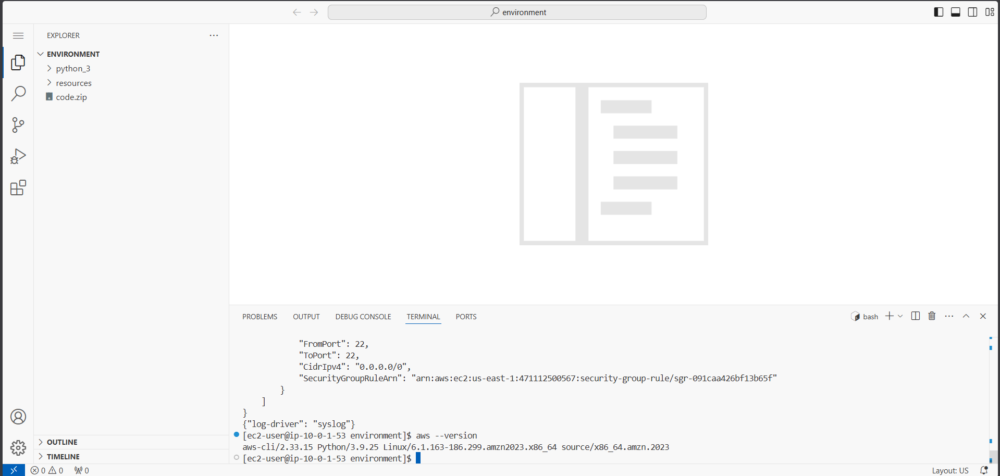 environment
EXPLORER
ENVIRONMENT
python_3
resources
code.zip
OUTLINE
TIMELINE
PROBLEMS OUTPUT DEBUG CONSOLE TERMINAL PORTS
bash
"FromPort": 22,
"ToPort": 22,
"CidrIpv4": "0.0.0.0/0",
"SecurityGroupRuleArn": "arn:aws:ec2:us-east-1:471112500567:security-group-rule/sgr-091caa426bf13b65f"
}
]
}
{"log-driver": "syslog"}
[ec2-user@ip-10-0-1-53 environment]$ aws --version
aws-cli/2.33.15 Python/3.9.25 Linux/6.1.163-186.299.amzn2023.x86_64 source/x86_64.amzn.2023
[ec2-user@ip-10-0-1-53 environment]$
0 0 0
Layout: US